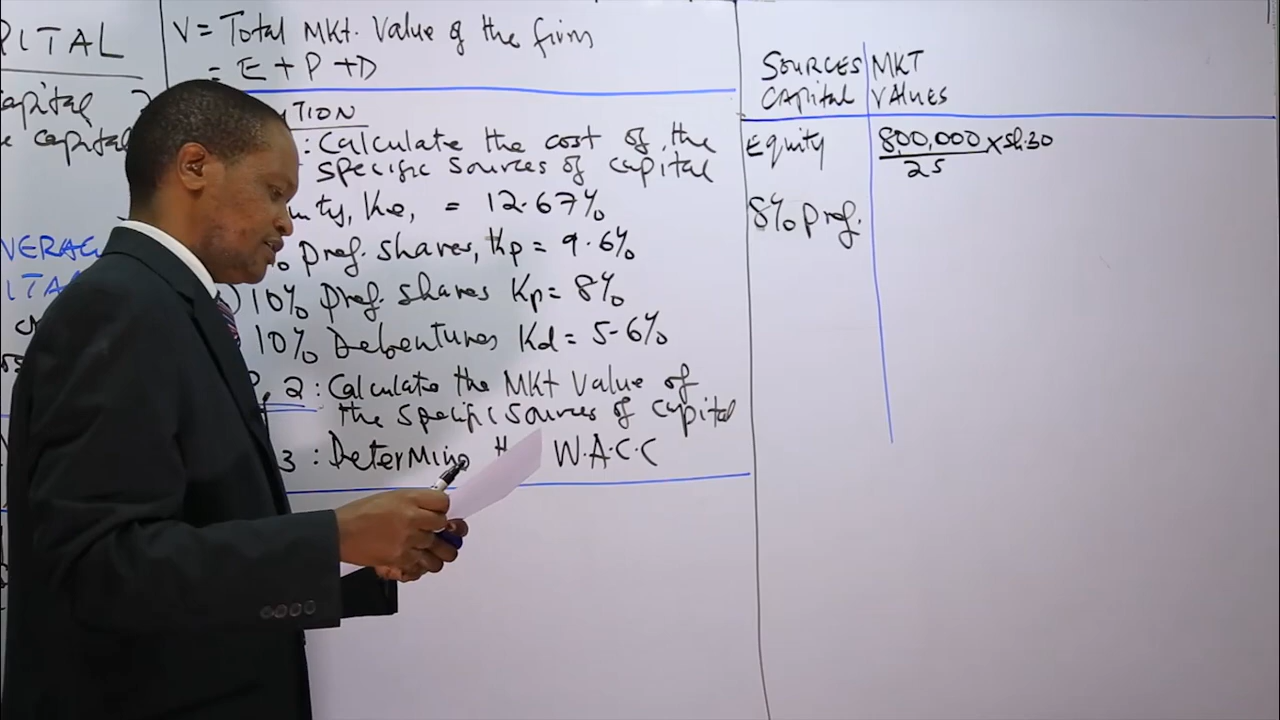 PITAL
capital
e capital
VERAG
ITA
V = Total MKt. Value of the firm
= E + P + D
TION
: Calculate the cost of the
specific sources of capital
ity, Ke, = 12.67%
% pref. shares, Kp = 9.6%
) 10% pref. shares Kp = 8%
10% Debentures Kd = 5.6%
P. 2 : Calculate the MKt Value of
the specific sources of capital
3 : Determine the W.A.C.C
SOURCES MKT
CAPITAL VALUES
Equity 800,000 x sh.30
25
8% pref.